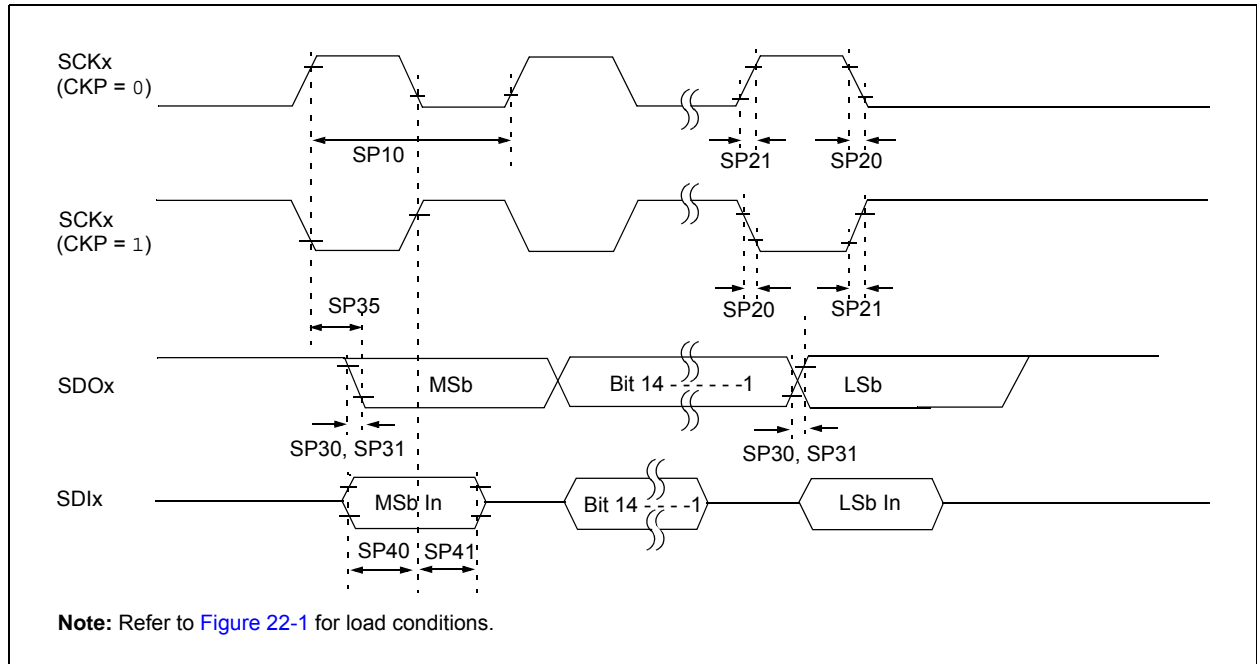 SCKx
(CKP = 0)
SP10
SP21
SP20
SCKx
(CKP = 1)
SP35
SP20
SP21
SDOx
MSb
Bit 14 - - - - - -1
LSb
SP30, SP31
SP30, SP31
SDIx
MSb In
Bit 14 - - - -1
LSb In
SP40
SP41
Note: Refer to Figure 22-1 for load conditions.